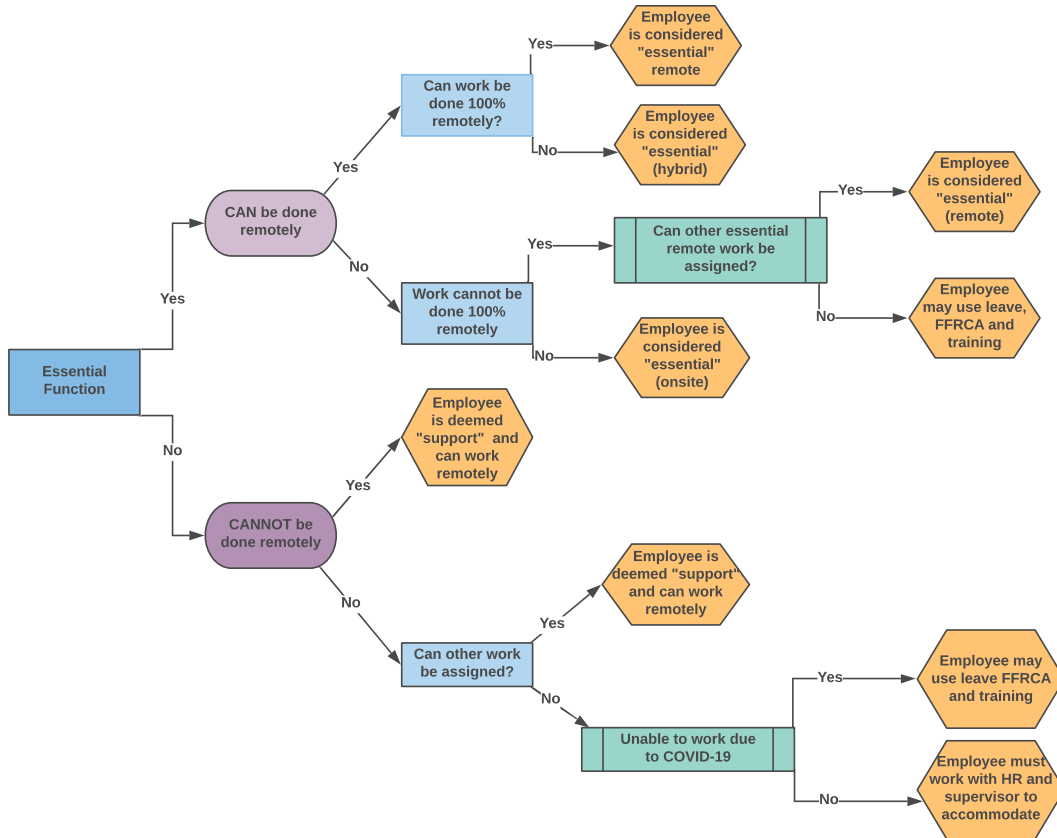 Essential
Function
Yes
No
CAN be done
remotely
Yes
No
Can work be
done 100%
remotely?
Yes
Employee
is considered
"essential"
remote
No
Employee
is considered
"essential"
(hybrid)
Work cannot be
done 100%
remotely
Yes
Can other essential
remote work be
assigned?
Yes
Employee
is considered
"essential"
(remote)
No
Employee
may use leave,
FFRCA and
training
No
Employee is
considered
"essential"
(onsite)
CANNOT be
done remotely
Yes
Employee
is deemed
"support" and
can work
remotely
No
Can other work
be assigned?
Yes
Employee is
deemed "support"
and can work
remotely
No
Unable to work due
to COVID-19
Yes
Employee may
use leave FFRCA
and training
No
Employee must
work with HR and
supervisor to
accommodate